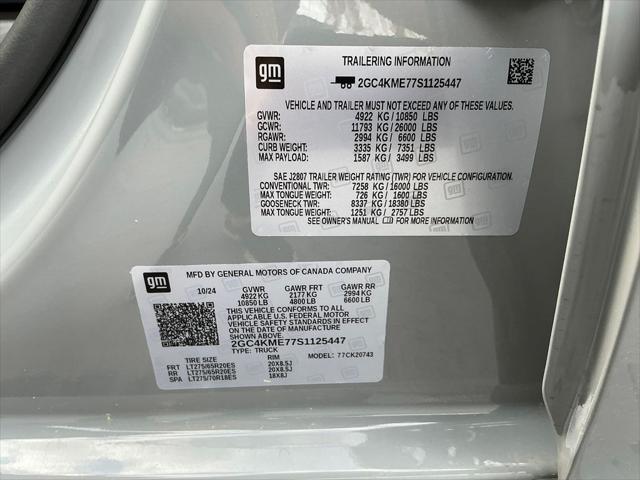 gm
TRAILERING INFORMATION
2GC4KME77S1125447
VEHICLE AND TRAILER MUST NOT EXCEED ANY OF THESE VALUES.
GVWR: 4922 KG / 10850 LBS
GCWR: 11793 KG / 26000 LBS
RGAWR: 2994 KG / 6600 LBS
CURB WEIGHT: 3335 KG / 7351 LBS
MAX PAYLOAD: 1587 KG / 3499 LBS
SAE J2807 TRAILER WEIGHT RATING (TWR) FOR VEHICLE CONFIGURATION.
CONVENTIONAL TWR: 7258 KG / 16000 LBS
MAX TONGUE WEIGHT: 726 KG / 1600 LBS
GOOSENECK TWR: 8337 KG / 18380 LBS
MAX TONGUE WEIGHT: 1251 KG / 2757 LBS
SEE OWNER'S MANUAL FOR MORE INFORMATION
gm
MFD BY GENERAL MOTORS OF CANADA COMPANY
10/24 GVWR GAWR FRT GAWR RR
4922 KG 2177 KG 2994 KG
10850 LB 4800 LB 6600 LB
THIS VEHICLE CONFORMS TO ALL
APPLICABLE U.S. FEDERAL MOTOR
VEHICLE SAFETY STANDARDS IN EFFECT
ON THE DATE OF MANUFACTURE
SHOWN ABOVE.
2GC4KME77S1125447
TYPE: TRUCK MODEL: 77CK20743
TIRE SIZE RIM
FRT LT275/65R20ES 20X8.5J
RR LT275/65R20ES 20X8.5J
SPA LT275/70R18ES 18X8J